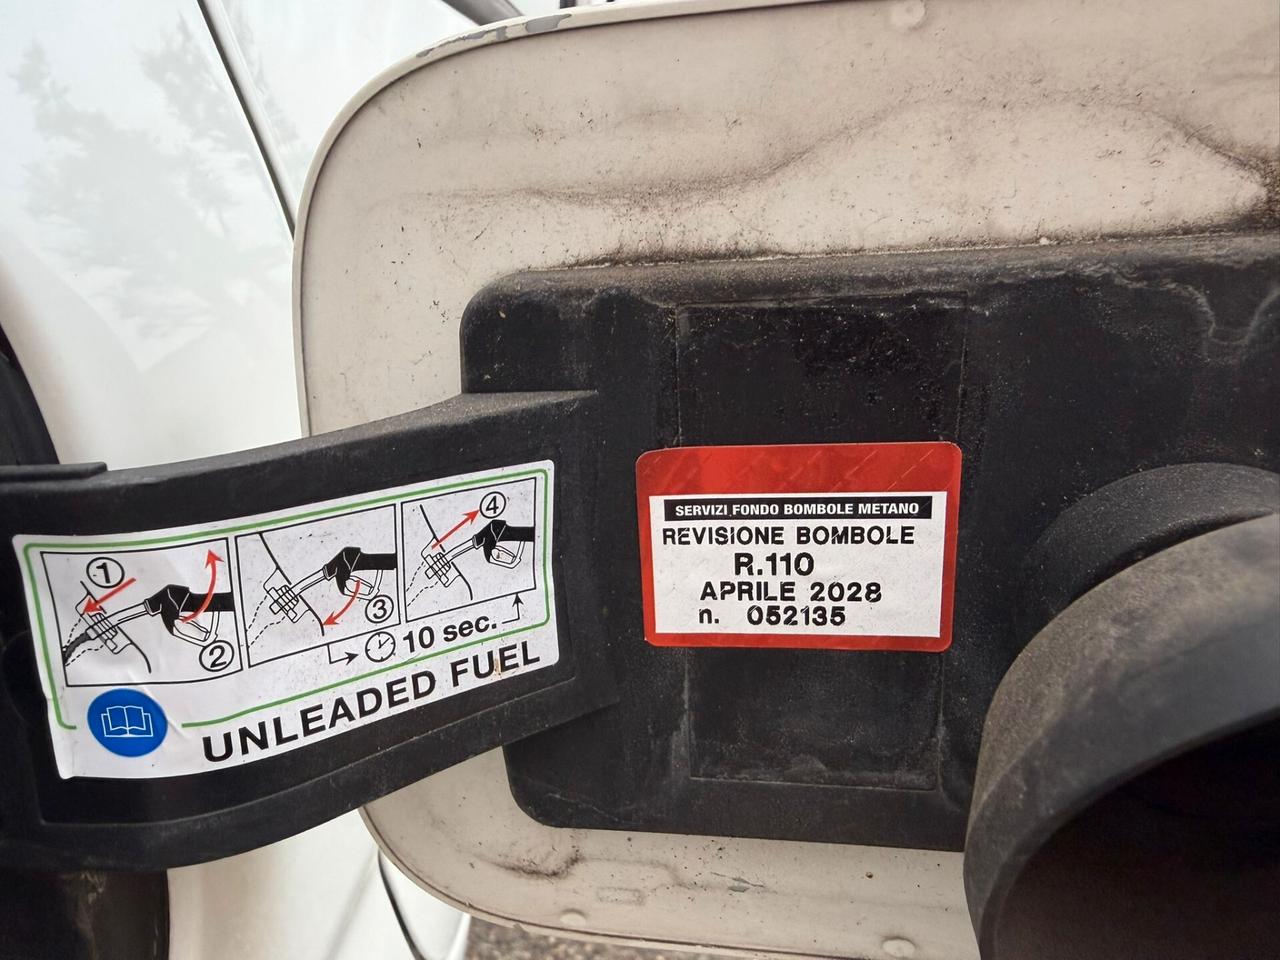 1
2
3
4
10 sec.
UNLEADED FUEL
SERVIZI FONDO BOMBOLE METANO
REVISIONE BOMBOLE
R.110
APRILE 2028
n. 052135